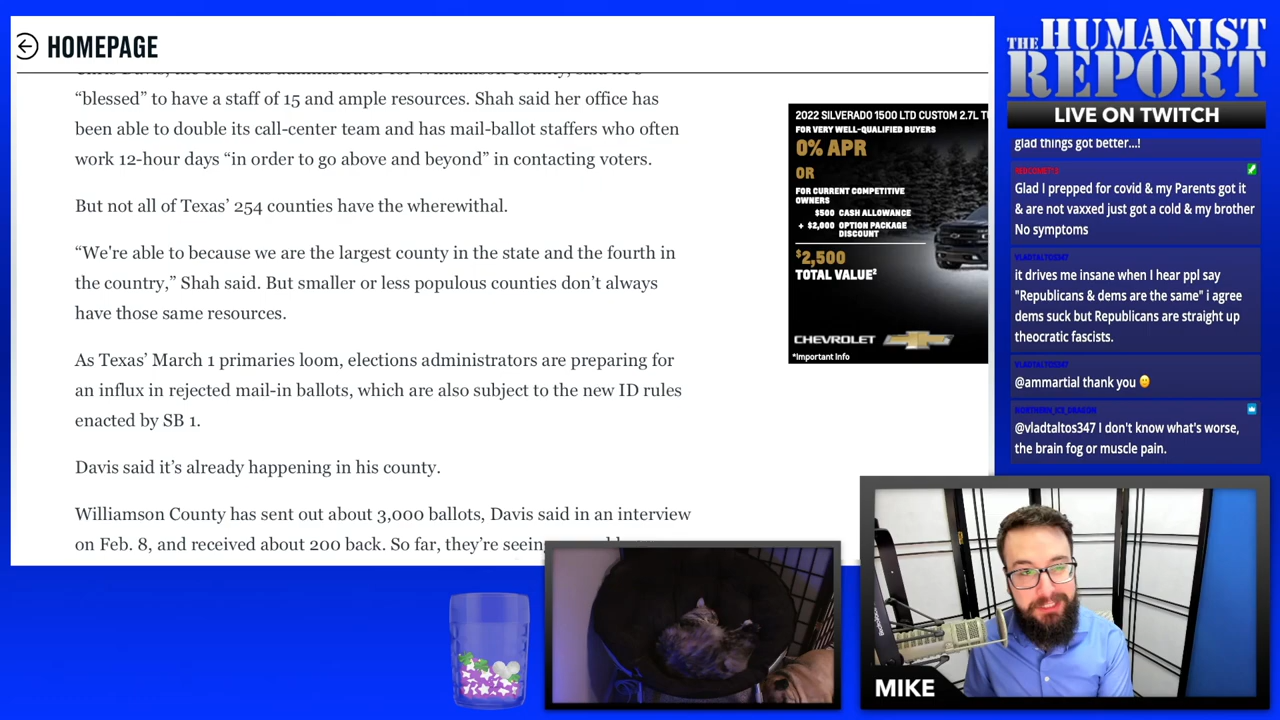 HOMEPAGE
“blessed” to have a staff of 15 and ample resources. Shah said her office has
been able to double its call-center team and has mail-ballot staffers who often
work 12-hour days “in order to go above and beyond” in contacting voters.
But not all of Texas’ 254 counties have the wherewithal.
“We're able to because we are the largest county in the state and the fourth in
the country,” Shah said. But smaller or less populous counties don’t always
have those same resources.
As Texas’ March 1 primaries loom, elections administrators are preparing for
an influx in rejected mail-in ballots, which are also subject to the new ID rules
enacted by SB 1.
Davis said it’s already happening in his county.
Williamson County has sent out about 3,000 ballots, Davis said in an interview
on Feb. 8, and received about 200 back. So far, they’re seeing
2022 SILVERADO 1500 LTD CUSTOM 2.7L
FOR VERY WELL-QUALIFIED BUYERS
0% APR
OR
FOR CURRENT COMPETITIVE
OWNERS
$500 CASH ALLOWANCE
+ $2,000 OPTION PACKAGE
DISCOUNT
$2,500
TOTAL VALUE²
CHEVROLET
*Important Info
THE HUMANIST
REPORT
LIVE ON TWITCH
glad things got better...!
Glad I prepped for covid & my Parents got it
& are not vaxxed just got a cold & my brother
No symptoms
VLADTALTOS347
it drives me insane when I hear ppl say
"Republicans & dems are the same" i agree
dems suck but Republicans are straight up
theocratic fascists.
VLADTALTOS347
@ammartial thank you
NORTHERN_ICE_DRAGON
@vladtaltos347 I don't know what's worse,
the brain fog or muscle pain.
MIKE